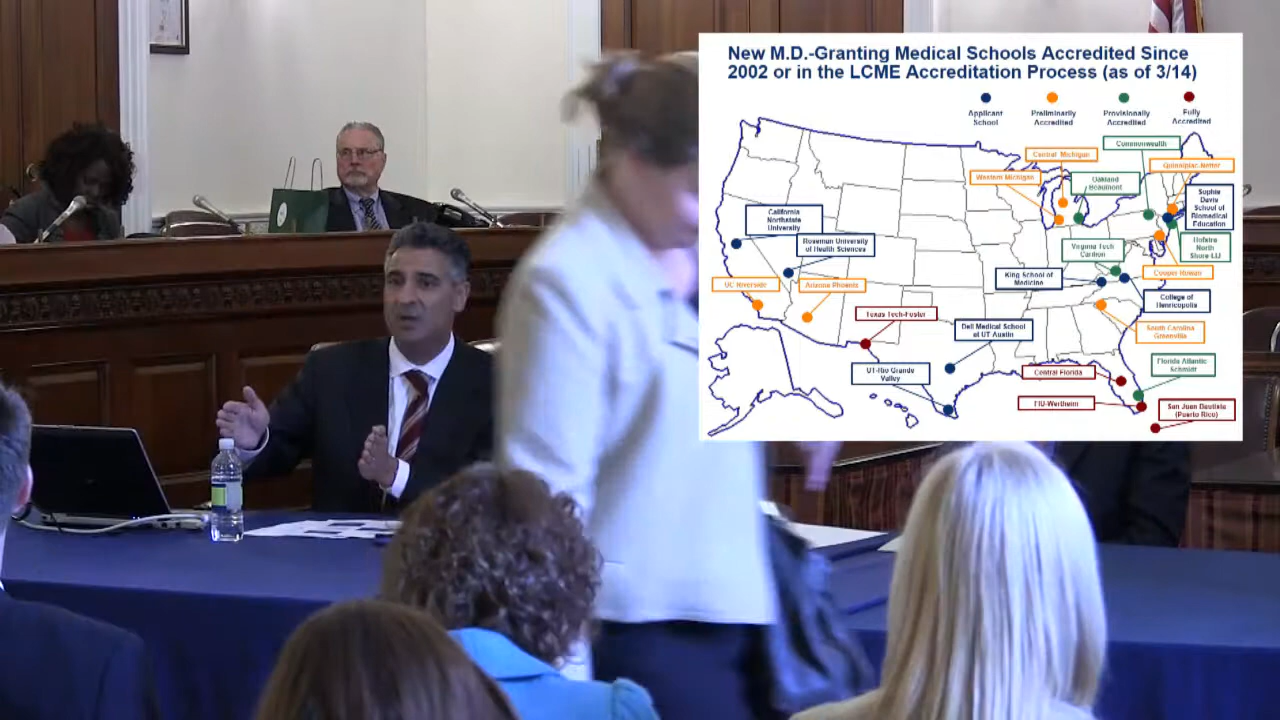 New M.D.-Granting Medical Schools Accredited Since
2002 or in the LCME Accreditation Process (as of 3/14)
Applicant
School
Preliminarily
Accredited
Provisionally
Accredited
Fully
Accredited
Commonwealth
Central Michigan
Quinnipiac-Netter
Western Michigan
Oakland
Beaumont
Sophie
Davis
School of
Biomedical
Education
California
Northstate
University
Roseman University
of Health Sciences
Virginia Tech
Carilion
Hofstra
North
Shore-LIJ
King School of
Medicine
Cooper Rowan
UC Riverside
Arizona Phoenix
College of
Henricopolis
Texas Tech-Foster
Dell Medical School
at UT Austin
South Carolina
Greenville
UT-Rio Grande
Valley
Central Florida
Florida Atlantic
Schmidt
FIU-Wertheim
San Juan Bautista
(Puerto Rico)